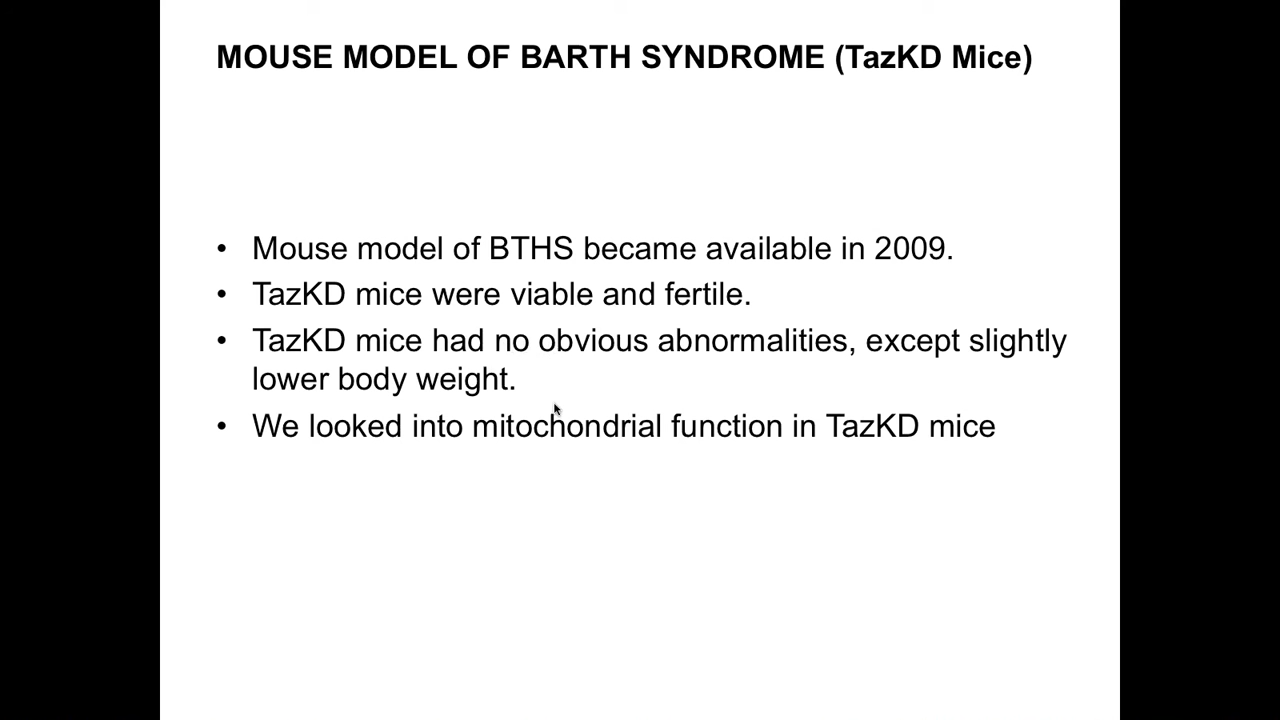 MOUSE MODEL OF BARTH SYNDROME (TazKD Mice)
• Mouse model of BTHS became available in 2009.
• TazKD mice were viable and fertile.
• TazKD mice had no obvious abnormalities, except slightly
lower body weight.
• We looked into mitochondrial function in TazKD mice